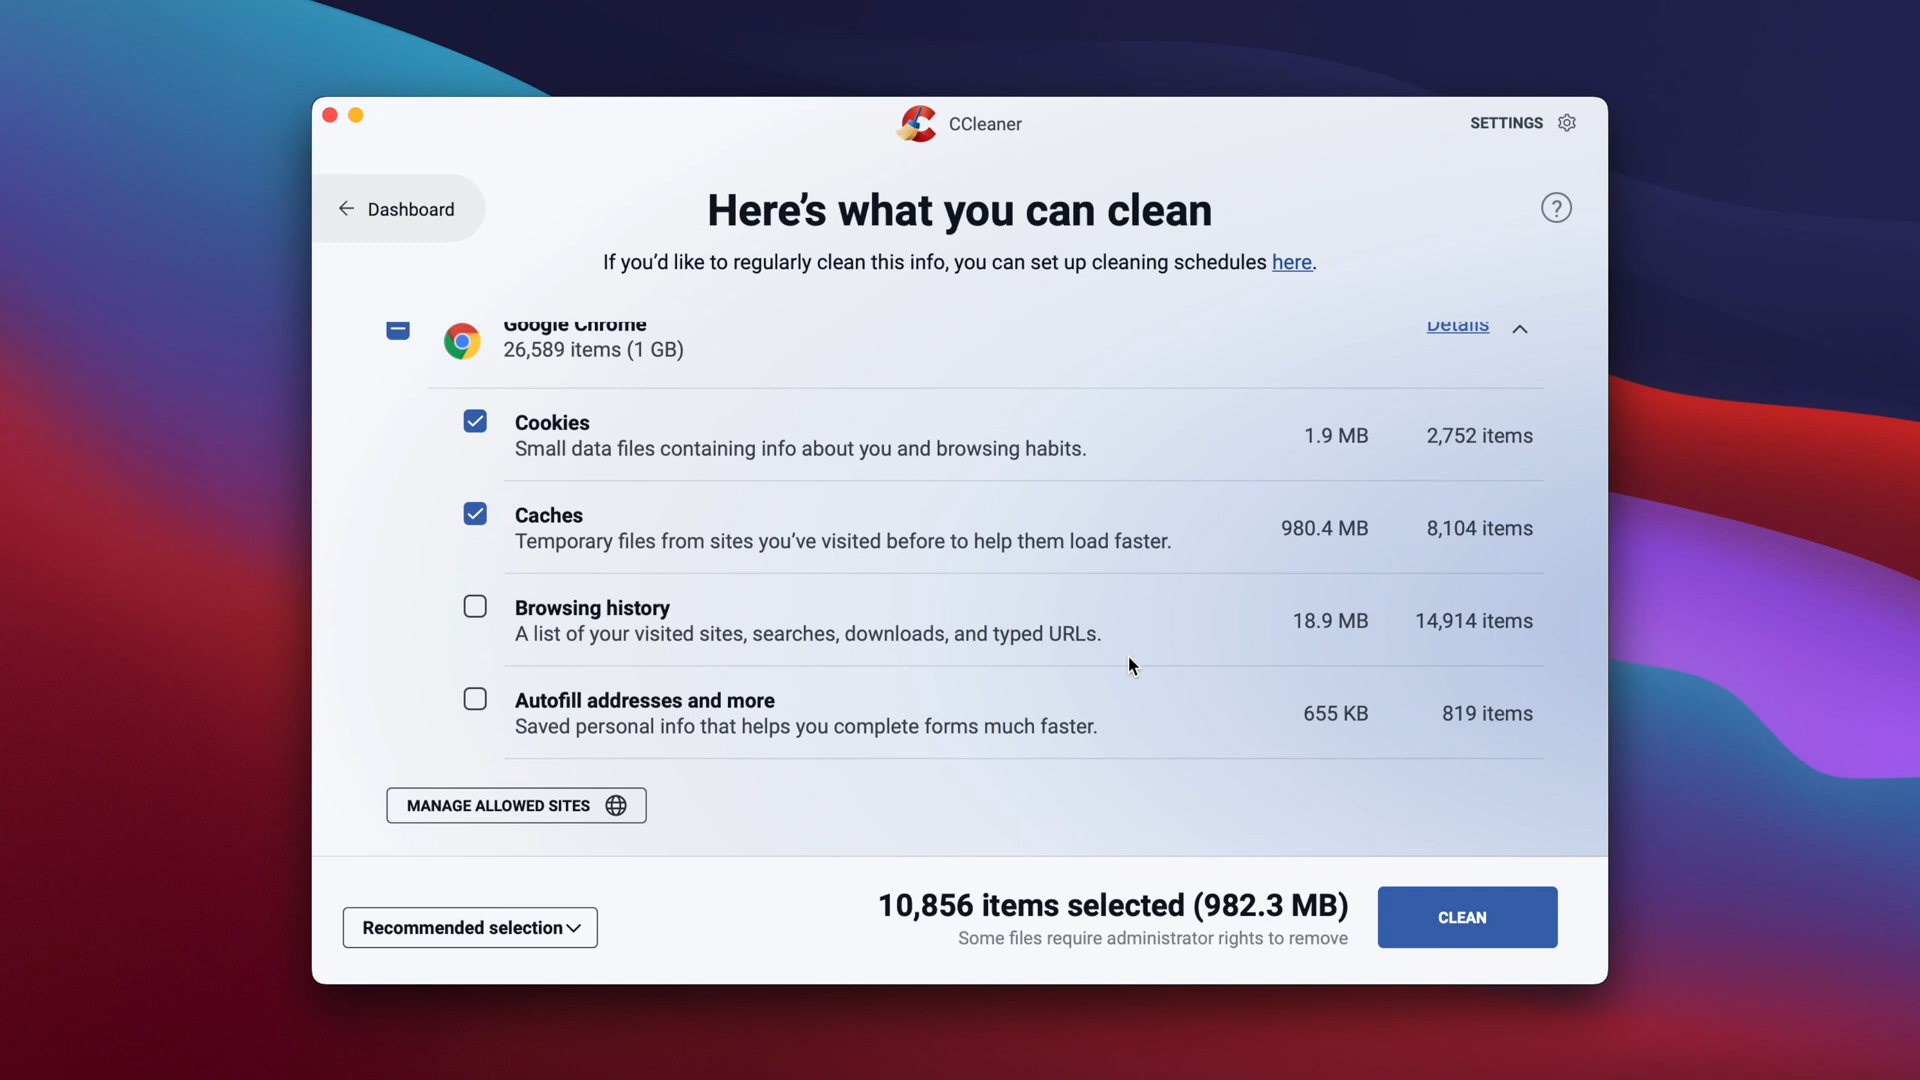 CCleaner
SETTINGS
Dashboard
Here's what you can clean
?
If you'd like to regularly clean this info, you can set up cleaning schedules here.
Google Chrome
Details
26,589 items (1 GB)
Cookies
Small data files containing info about you and browsing habits.
1.9 MB
2,752 items
Caches
Temporary files from sites you've visited before to help them load faster.
980.4 MB
8,104 items
Browsing history
A list of your visited sites, searches, downloads, and typed URLs.
18.9 MB
14,914 items
Autofill addresses and more
Saved personal info that helps you complete forms much faster.
655 KB
819 items
MANAGE ALLOWED SITES
Recommended selection
10,856 items selected (982.3 MB)
Some files require administrator rights to remove
CLEAN